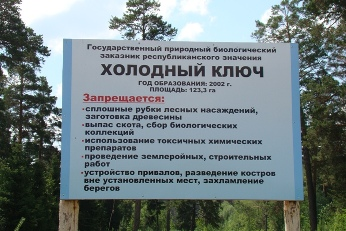 Государственный природный биологический
заказник республиканского значения
ХОЛОДНЫЙ КЛЮЧ
ГОД ОБРАЗОВАНИЯ: 2002 г.
ПЛОЩАДЬ: 123,3 га
Запрещается:
•сплошные рубки лесных насаждений,
заготовка древесины
•выпас скота, сбор биологических
коллекций
•использование токсичных химических
препаратов
•проведение землеройных, строительных
работ
•устройство привалов, разведение костров
вне установленных мест, захламление
берегов